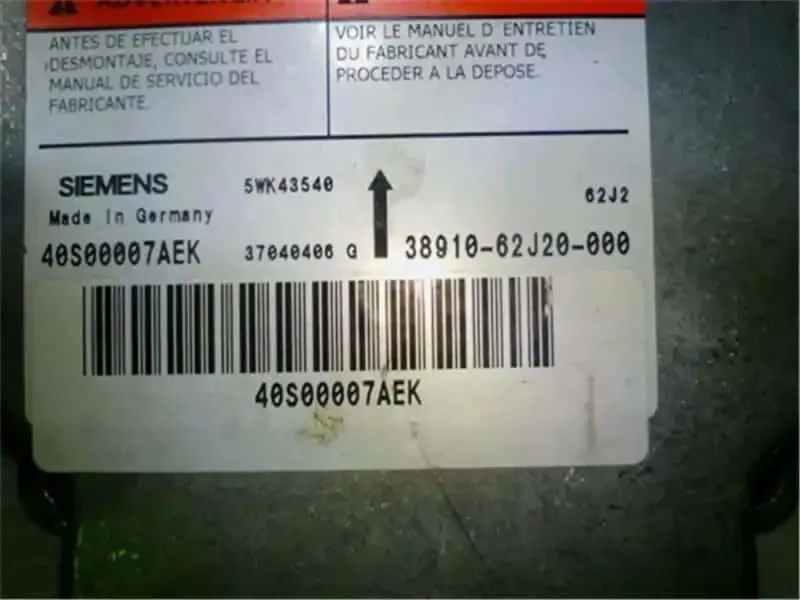 ANTES DE EFECTUAR EL
DESMONTAJE, CONSULTE EL
MANUAL DE SERVICIO DEL
FABRICANTE.
VOIR LE MANUEL D ENTRETIEN
DU FABRICANT AVANT DE
PROCEDER A LA DEPOSE.
SIEMENS 5WK43540 62J2
Made in Germany
40S00007AEK 37040406 G 38910-62J20-000
40S00007AEK